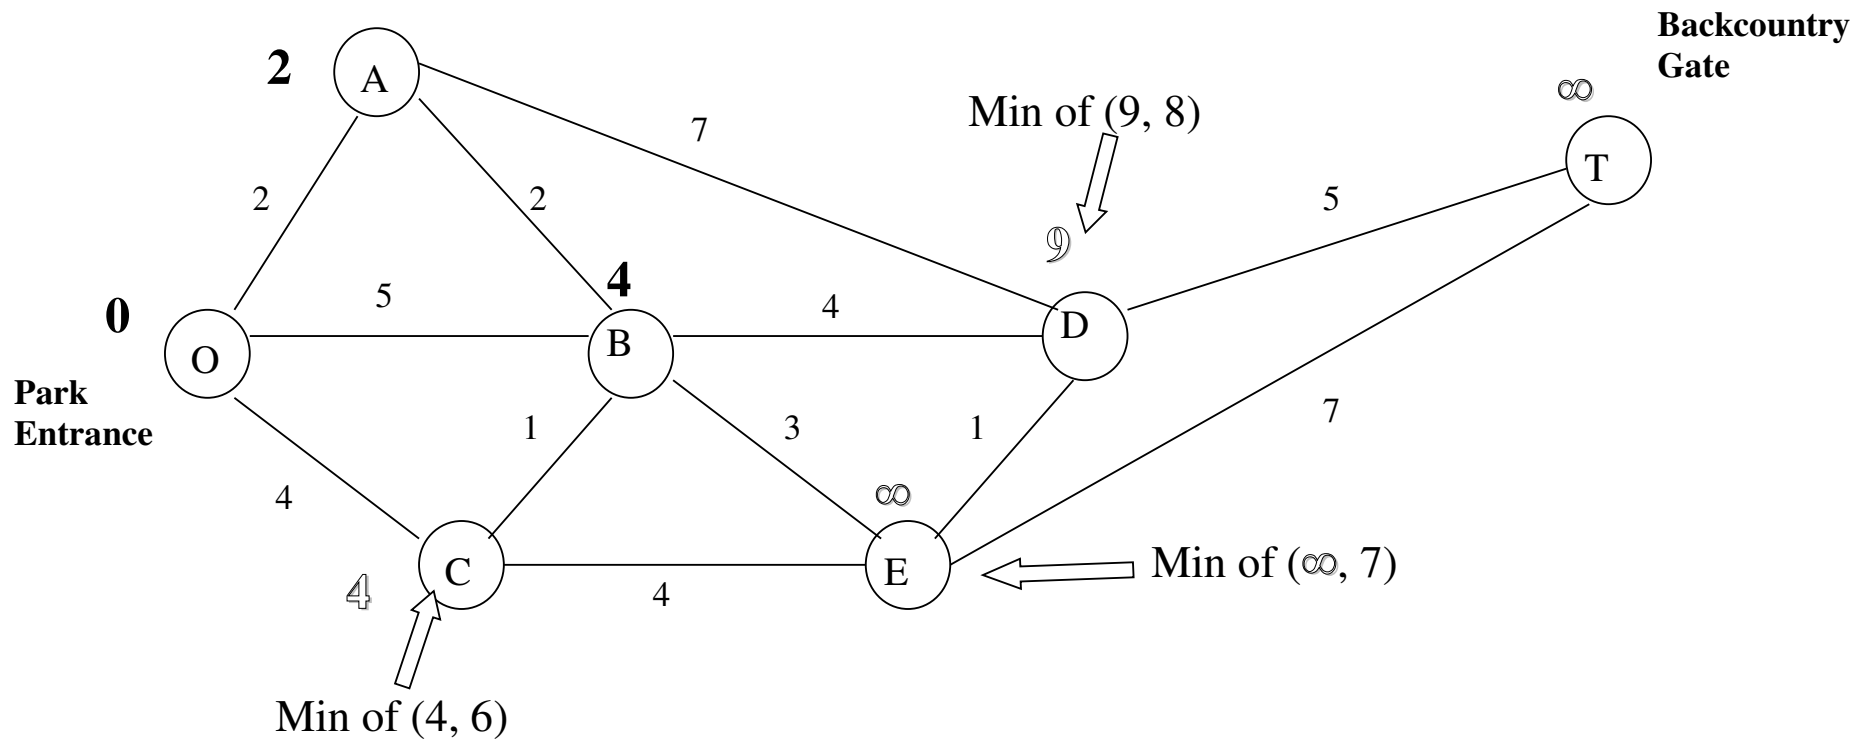 Backcountry
Gate
2
A
∞
Min of (9, 8)
7
T
2
2
5
9
4
0
5
4
D
O
B
Park
Entrance
1
3
1
7
4
∞
C
E
Min of (∞, 7)
4
4
Min of (4, 6)